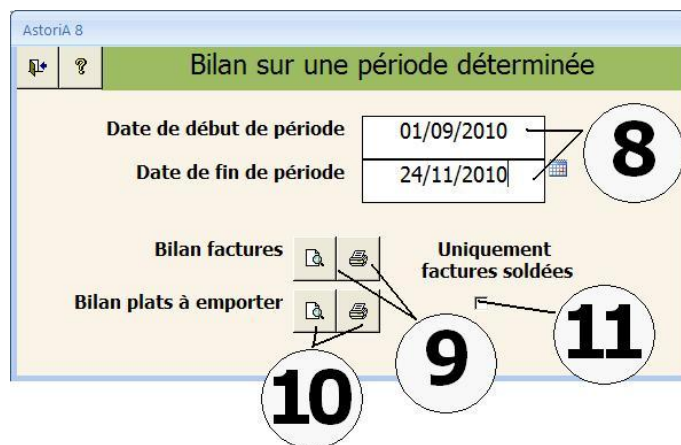 AstoriA 8
?
Bilan sur une période déterminée
Date de début de période 01/09/2010
8
Date de fin de période 24/11/2010
Bilan factures
Uniquement
factures soldées
Bilan plats à emporter
9
11
10